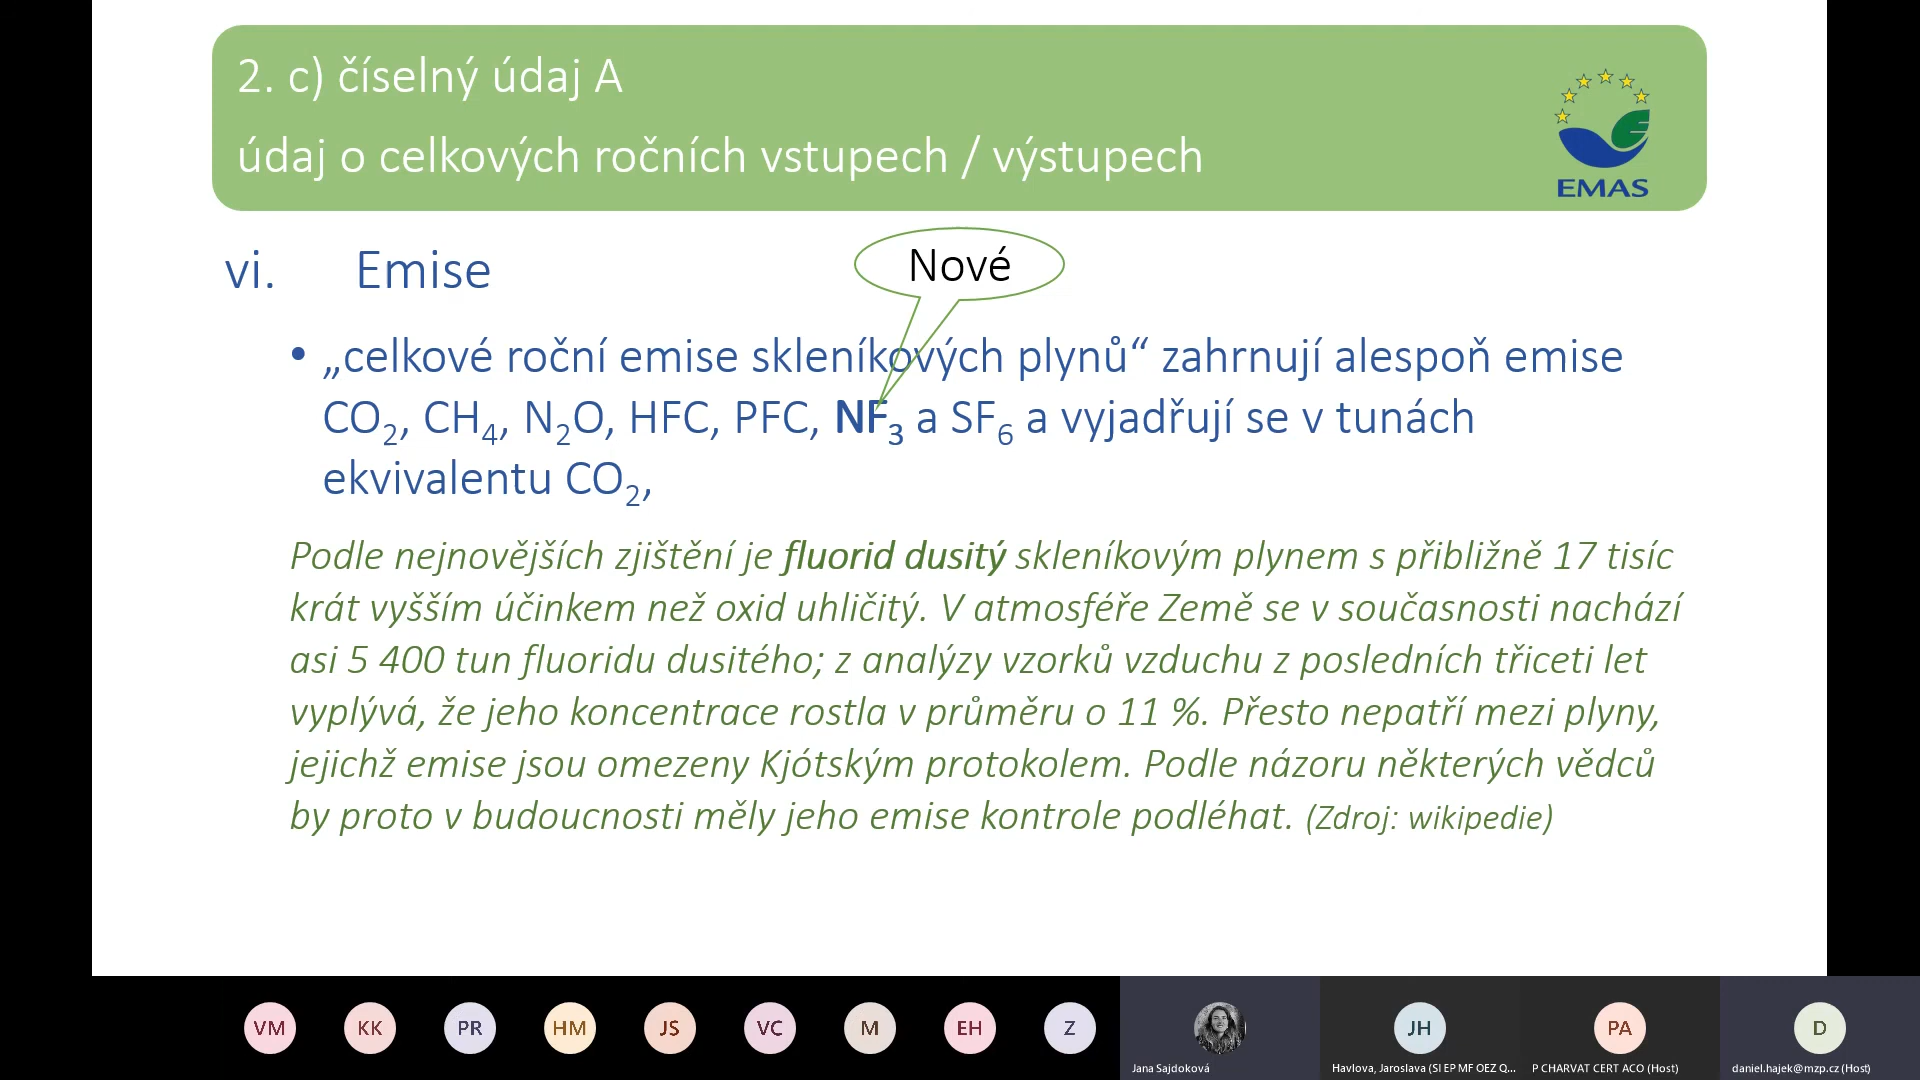 2. c) číselný údaj A
údaj o celkových ročních vstupech / výstupech
EMAS
vi. Emise
Nové
• „celkové roční emise skleníkových plynů“ zahrnují alespoň emise
CO₂, CH₄, N₂O, HFC, PFC, NF₃ a SF₆ a vyjadřují se v tunách
ekvivalentu CO₂,
Podle nejnovějších zjištění je fluorid dusitý skleníkovým plynem s přibližně 17 tisíc
krát vyšším účinkem než oxid uhličitý. V atmosféře Země se v současnosti nachází
asi 5 400 tun fluoridu dusitého; z analýzy vzorků vzduchu z posledních třiceti let
vyplývá, že jeho koncentrace rostla v průměru o 11 %. Přesto nepatří mezi plyny,
jejichž emise jsou omezeny Kjótským protokolem. Podle názoru některých vědců
by proto v budoucnosti měly jeho emise kontrole podléhat. (Zdroj: wikipedie)
VM KK PR HM JS VC M EH Z JH PA D
Jana Sajdoková Havlova, Jaroslava (SI EP MF OEZ Q... P CHARVAT CERT ACO (Host) daniel.hajek@mzp.cz (Host)